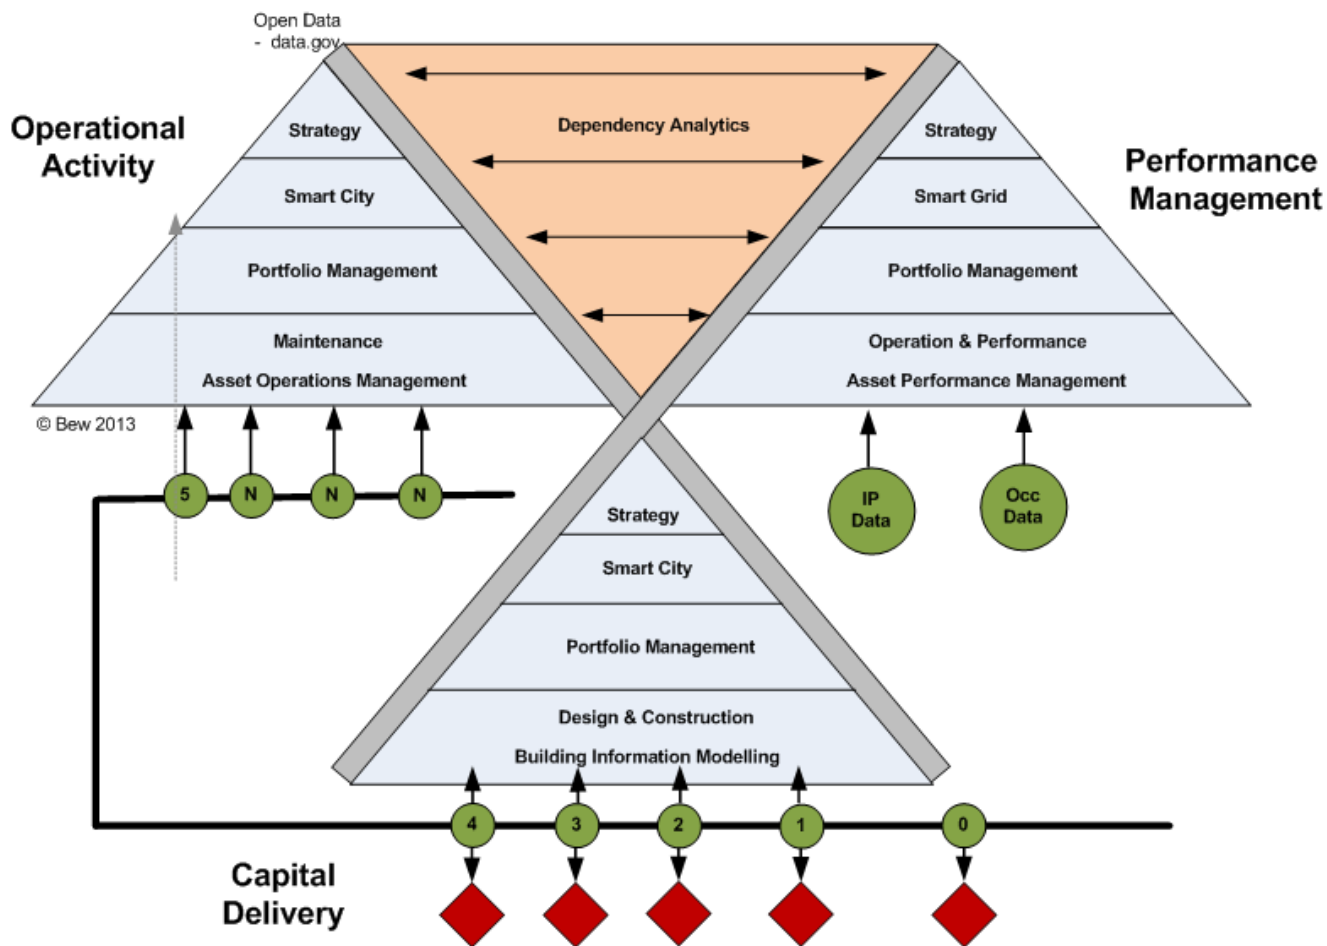 Open Data
- data.gov
Operational
Activity
Strategy
Smart City
Portfolio Management
Maintenance
Asset Operations Management
© Bew 2013
Dependency Analytics
Performance
Management
Strategy
Smart Grid
Portfolio Management
Operation & Performance
Asset Performance Management
5
N
N
N
IP
Data
Occ
Data
Strategy
Smart City
Portfolio Management
Design & Construction
Building Information Modelling
4
3
2
1
0
Capital
Delivery